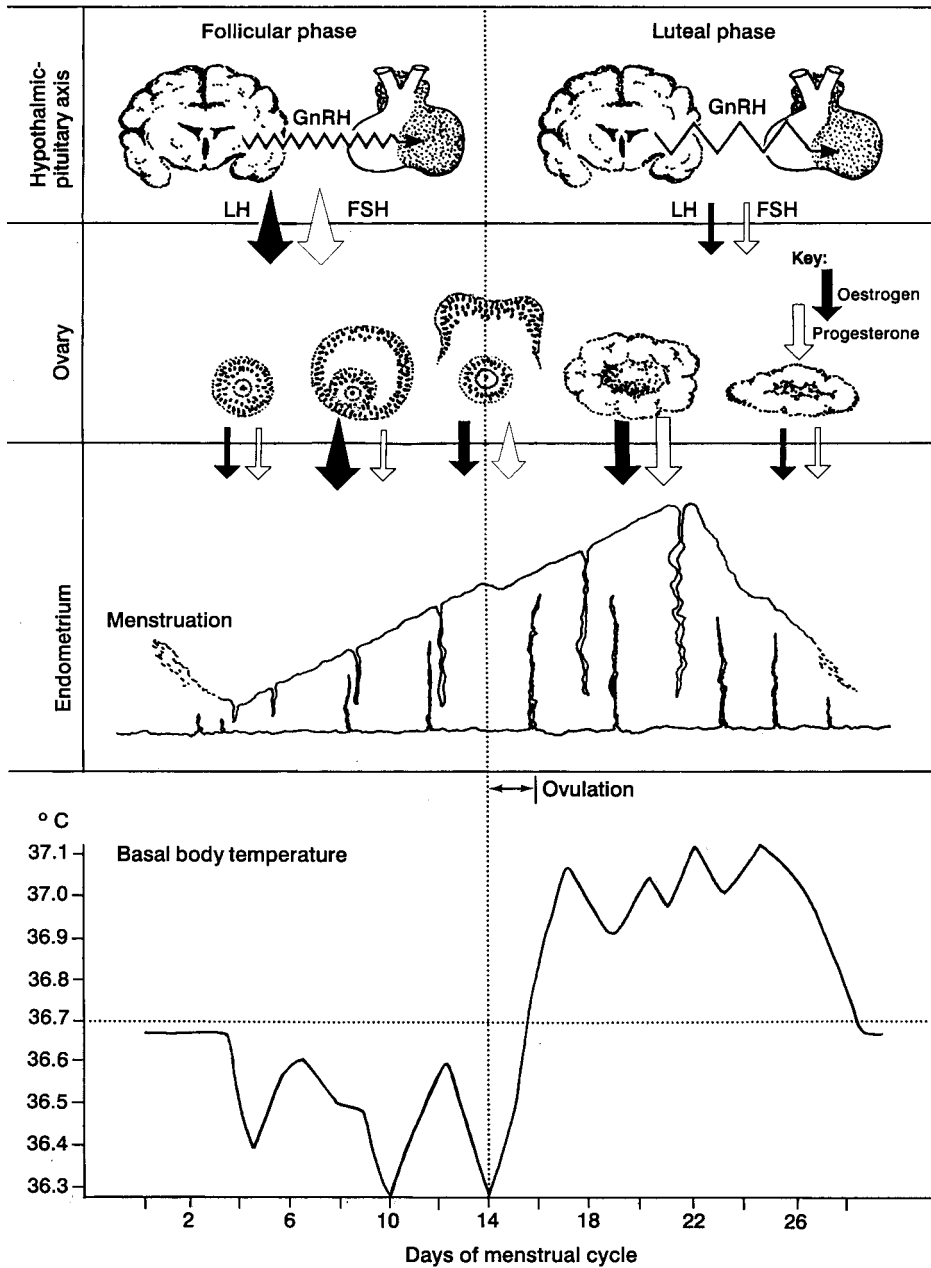 Follicular phase
Luteal phase
Hypothalmic-
pituitary axis
GnRH
GnRH
LH
FSH
LH
FSH
Ovary
Key:
Oestrogen
Progesterone
Endometrium
Menstruation
Ovulation
° C
Basal body temperature
37.1
37.0
36.9
36.8
36.7
36.6
36.5
36.4
36.3
2 6 10 14 18 22 26
Days of menstrual cycle